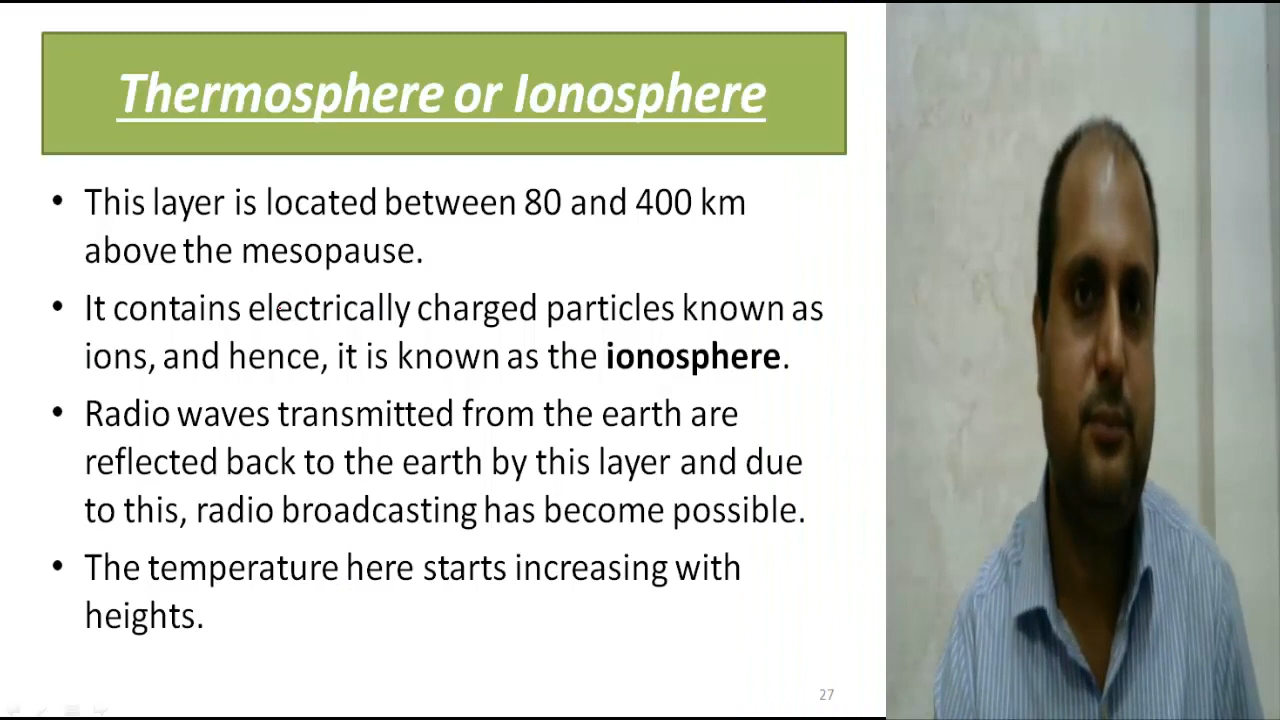 Thermosphere or Ionosphere
• This layer is located between 80 and 400 km
above the mesopause.
• It contains electrically charged particles known as
ions, and hence, it is known as the ionosphere.
• Radio waves transmitted from the earth are
reflected back to the earth by this layer and due
to this, radio broadcasting has become possible.
• The temperature here starts increasing with
heights.
27